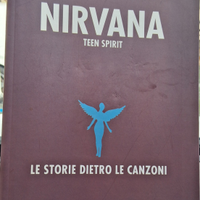 NIRVANA
TEEN SPIRIT
LE STORIE DIETRO LE CANZONI